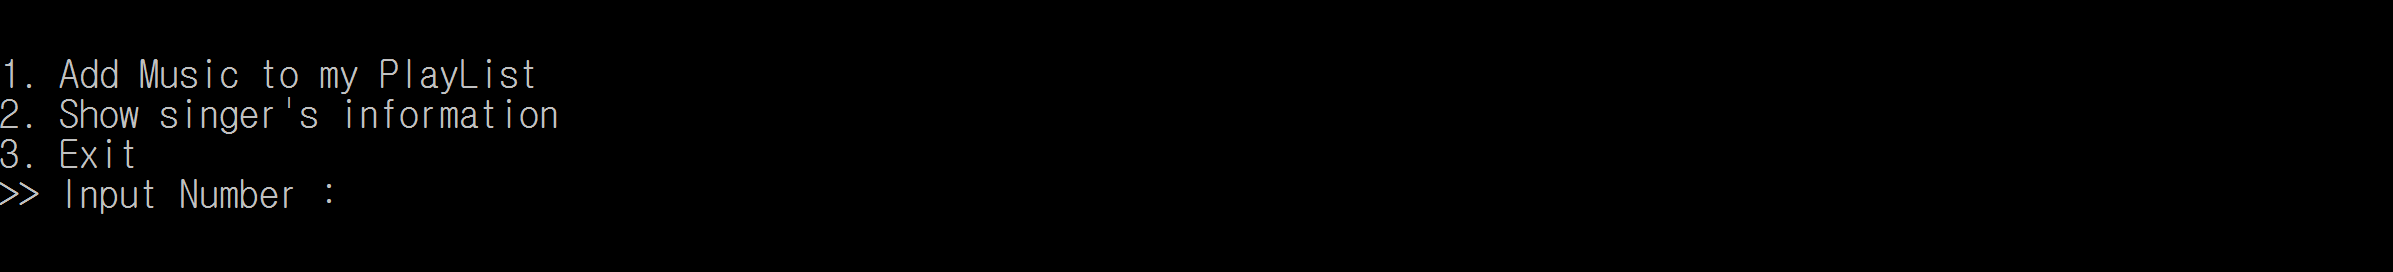 1. Add Music to my PlayList
2. Show singer's information
3. Exit
>> Input Number :